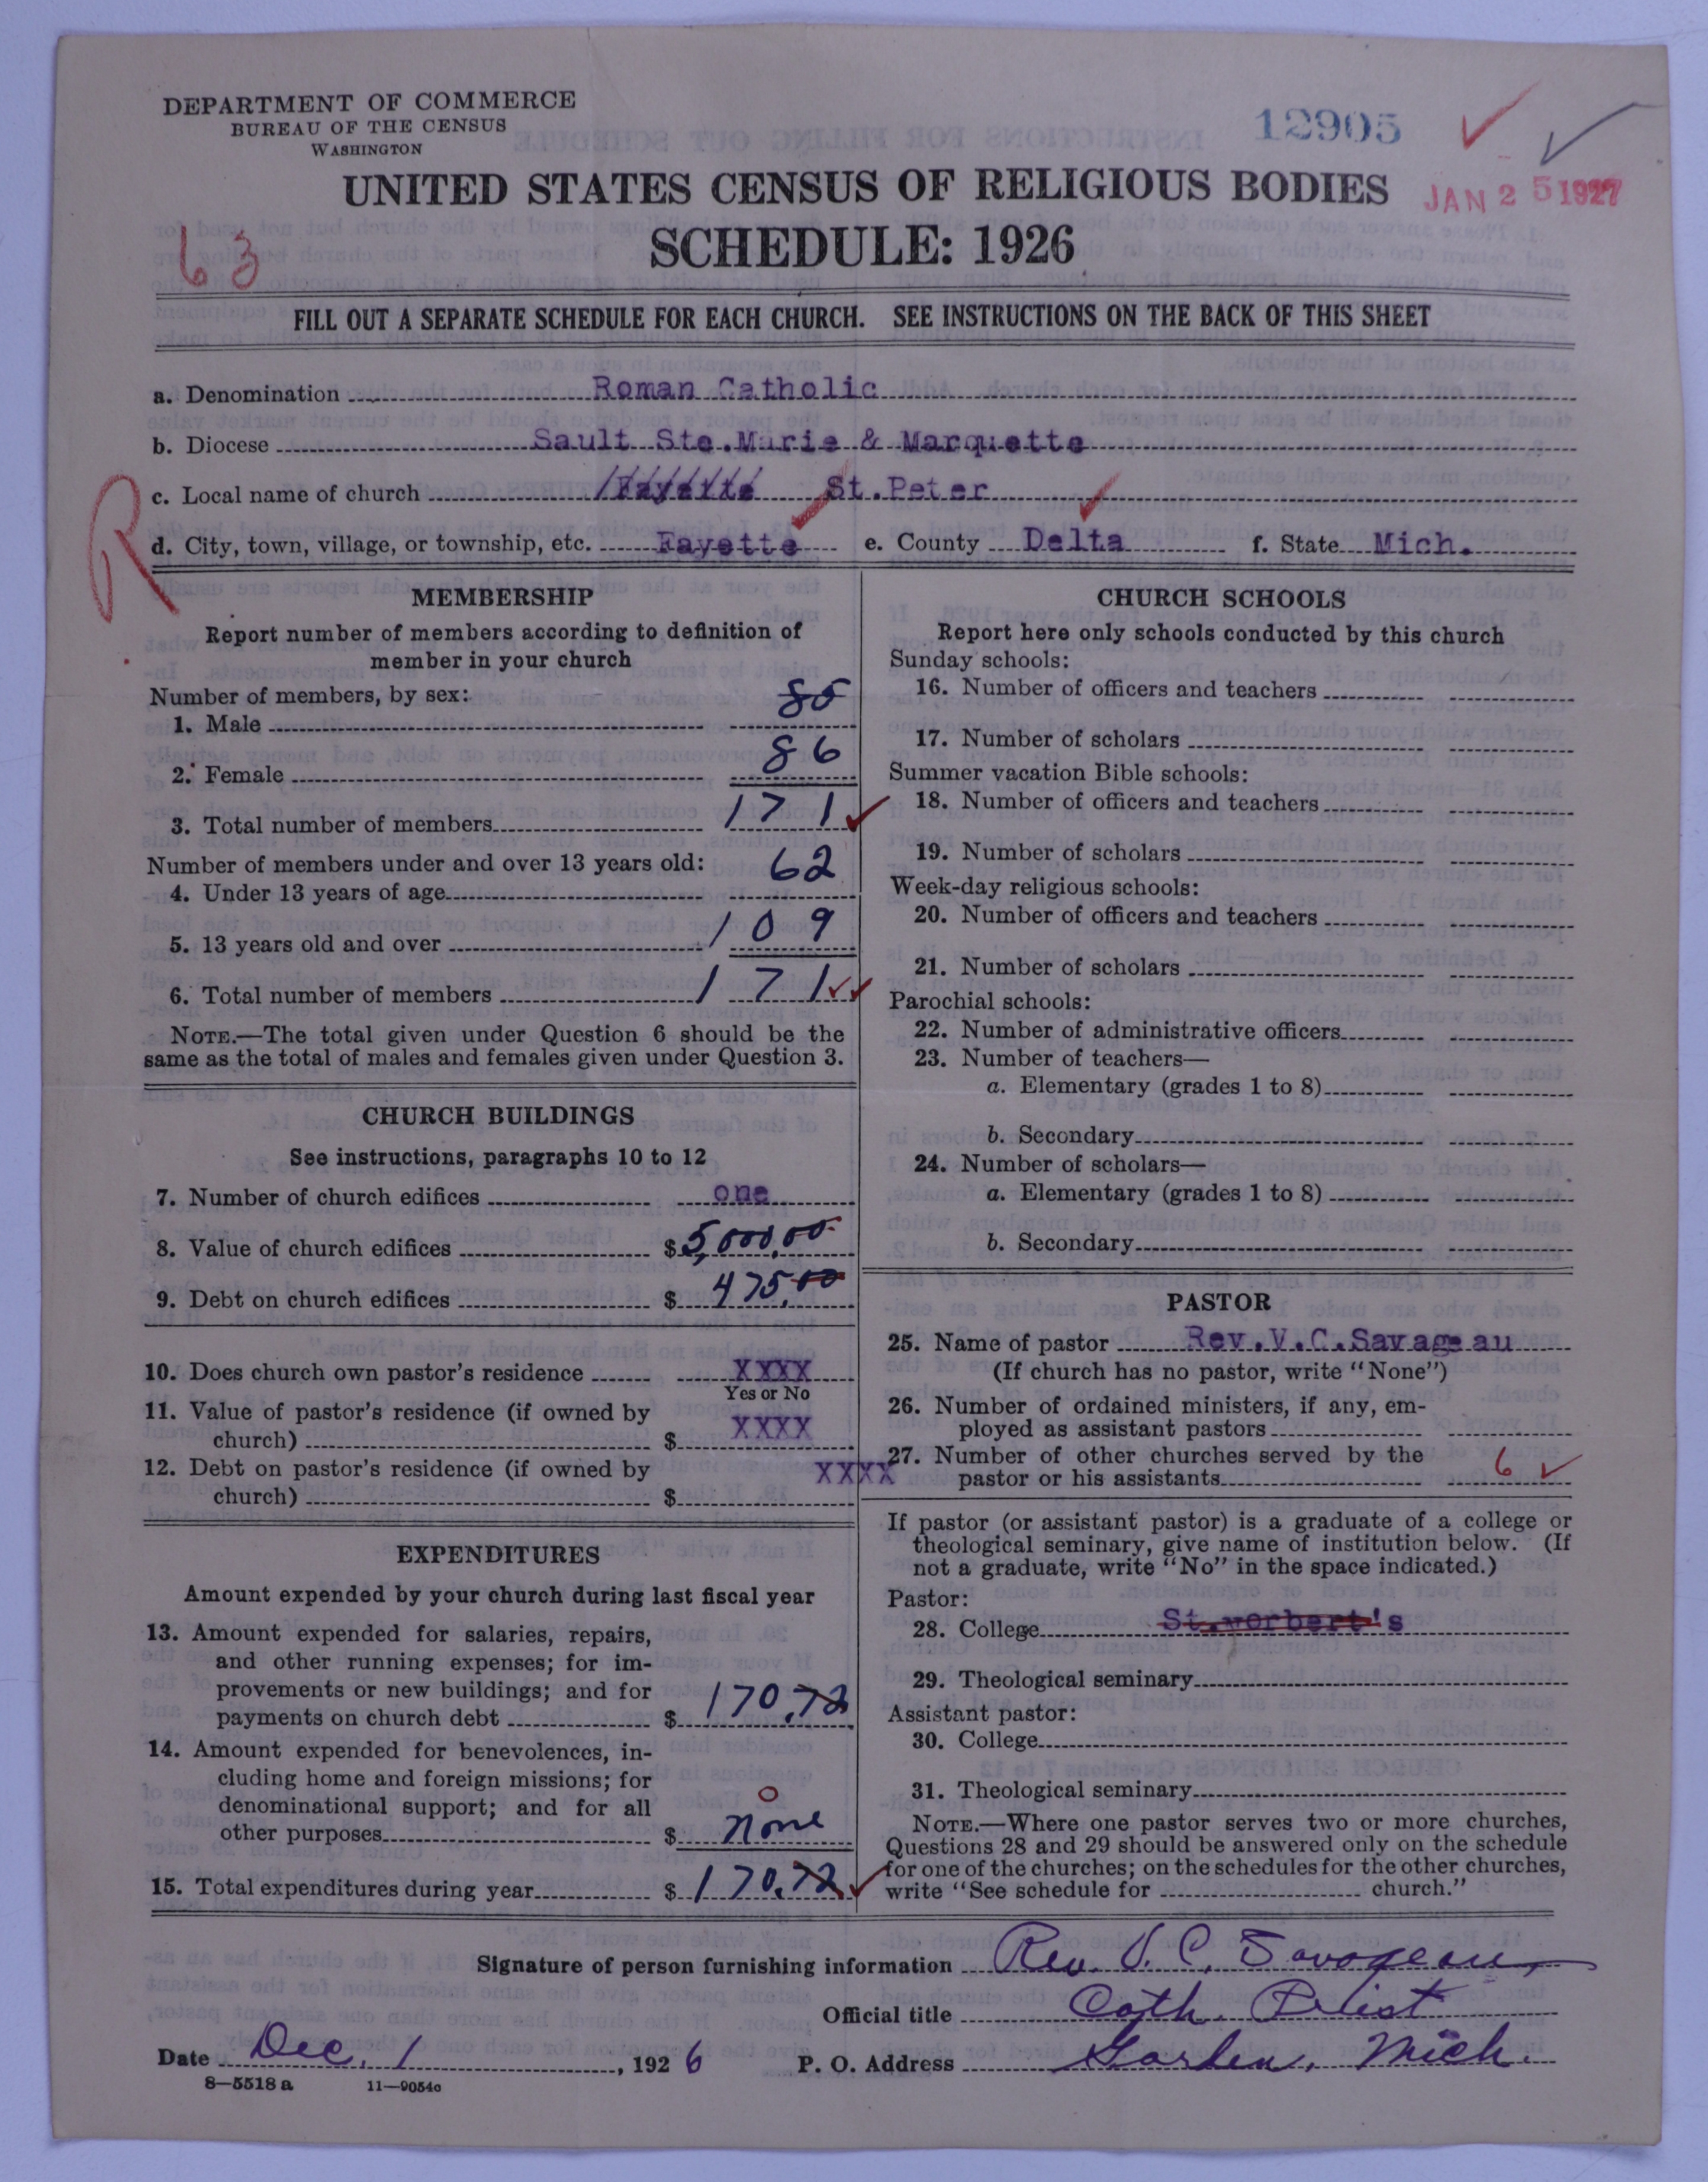 DEPARTMENT OF COMMERCE
BUREAU OF THE CENSUS
WASHINGTON
12905
JAN 25 1927
UNITED STATES CENSUS OF RELIGIOUS BODIES
SCHEDULE: 1926
63
FILL OUT A SEPARATE SCHEDULE FOR EACH CHURCH. SEE INSTRUCTIONS ON THE BACK OF THIS SHEET
a. Denomination Roman Catholic
b. Diocese Sault Ste.Marie & Marquette
R
c. Local name of church Fayette St.Peter
d. City, town, village, or township, etc. Fayette e. County Delta f. State Mich.
MEMBERSHIP
Report number of members according to definition of
member in your church
Number of members, by sex:
1. Male 85
2. Female 86
3. Total number of members 171
Number of members under and over 13 years old:
4. Under 13 years of age 62
5. 13 years old and over 109
6. Total number of members 171
NOTE.—The total given under Question 6 should be the
same as the total of males and females given under Question 3.
CHURCH BUILDINGS
See instructions, paragraphs 10 to 12
7. Number of church edifices one
8. Value of church edifices $5,000.00
9. Debt on church edifices $ 475.00
10. Does church own pastor's residence XXXX
Yes or No
11. Value of pastor's residence (if owned by
church) $ XXXX
12. Debt on pastor's residence (if owned by
church) $ XXXX
EXPENDITURES
Amount expended by your church during last fiscal year
13. Amount expended for salaries, repairs,
and other running expenses; for im-
provements or new buildings; and for
payments on church debt $ 170.72
14. Amount expended for benevolences, in-
cluding home and foreign missions; for
denominational support; and for all 0
other purposes $ none
15. Total expenditures during year $ 170.72
CHURCH SCHOOLS
Report here only schools conducted by this church
Sunday schools:
16. Number of officers and teachers
17. Number of scholars
Summer vacation Bible schools:
18. Number of officers and teachers
19. Number of scholars
Week-day religious schools:
20. Number of officers and teachers
21. Number of scholars
Parochial schools:
22. Number of administrative officers
23. Number of teachers—
a. Elementary (grades 1 to 8)
b. Secondary
24. Number of scholars—
a. Elementary (grades 1 to 8)
b. Secondary
PASTOR
25. Name of pastor Rev.V.C.Savageau
(If church has no pastor, write "None")
26. Number of ordained ministers, if any, em-
ployed as assistant pastors
27. Number of other churches served by the
pastor or his assistants 6
If pastor (or assistant pastor) is a graduate of a college or
theological seminary, give name of institution below. (If
not a graduate, write "No" in the space indicated.)
Pastor:
28. College St.Norbert's
29. Theological seminary
Assistant pastor:
30. College
31. Theological seminary
NOTE.—Where one pastor serves two or more churches,
Questions 28 and 29 should be answered only on the schedule
for one of the churches; on the schedules for the other churches,
write "See schedule for church."
Signature of person furnishing information Rev. V. C. Savageau,
Official title Cath. Priest
Date Dec. 1, 1926 P. O. Address Garden, Mich.
8—5518 a 11—9054c